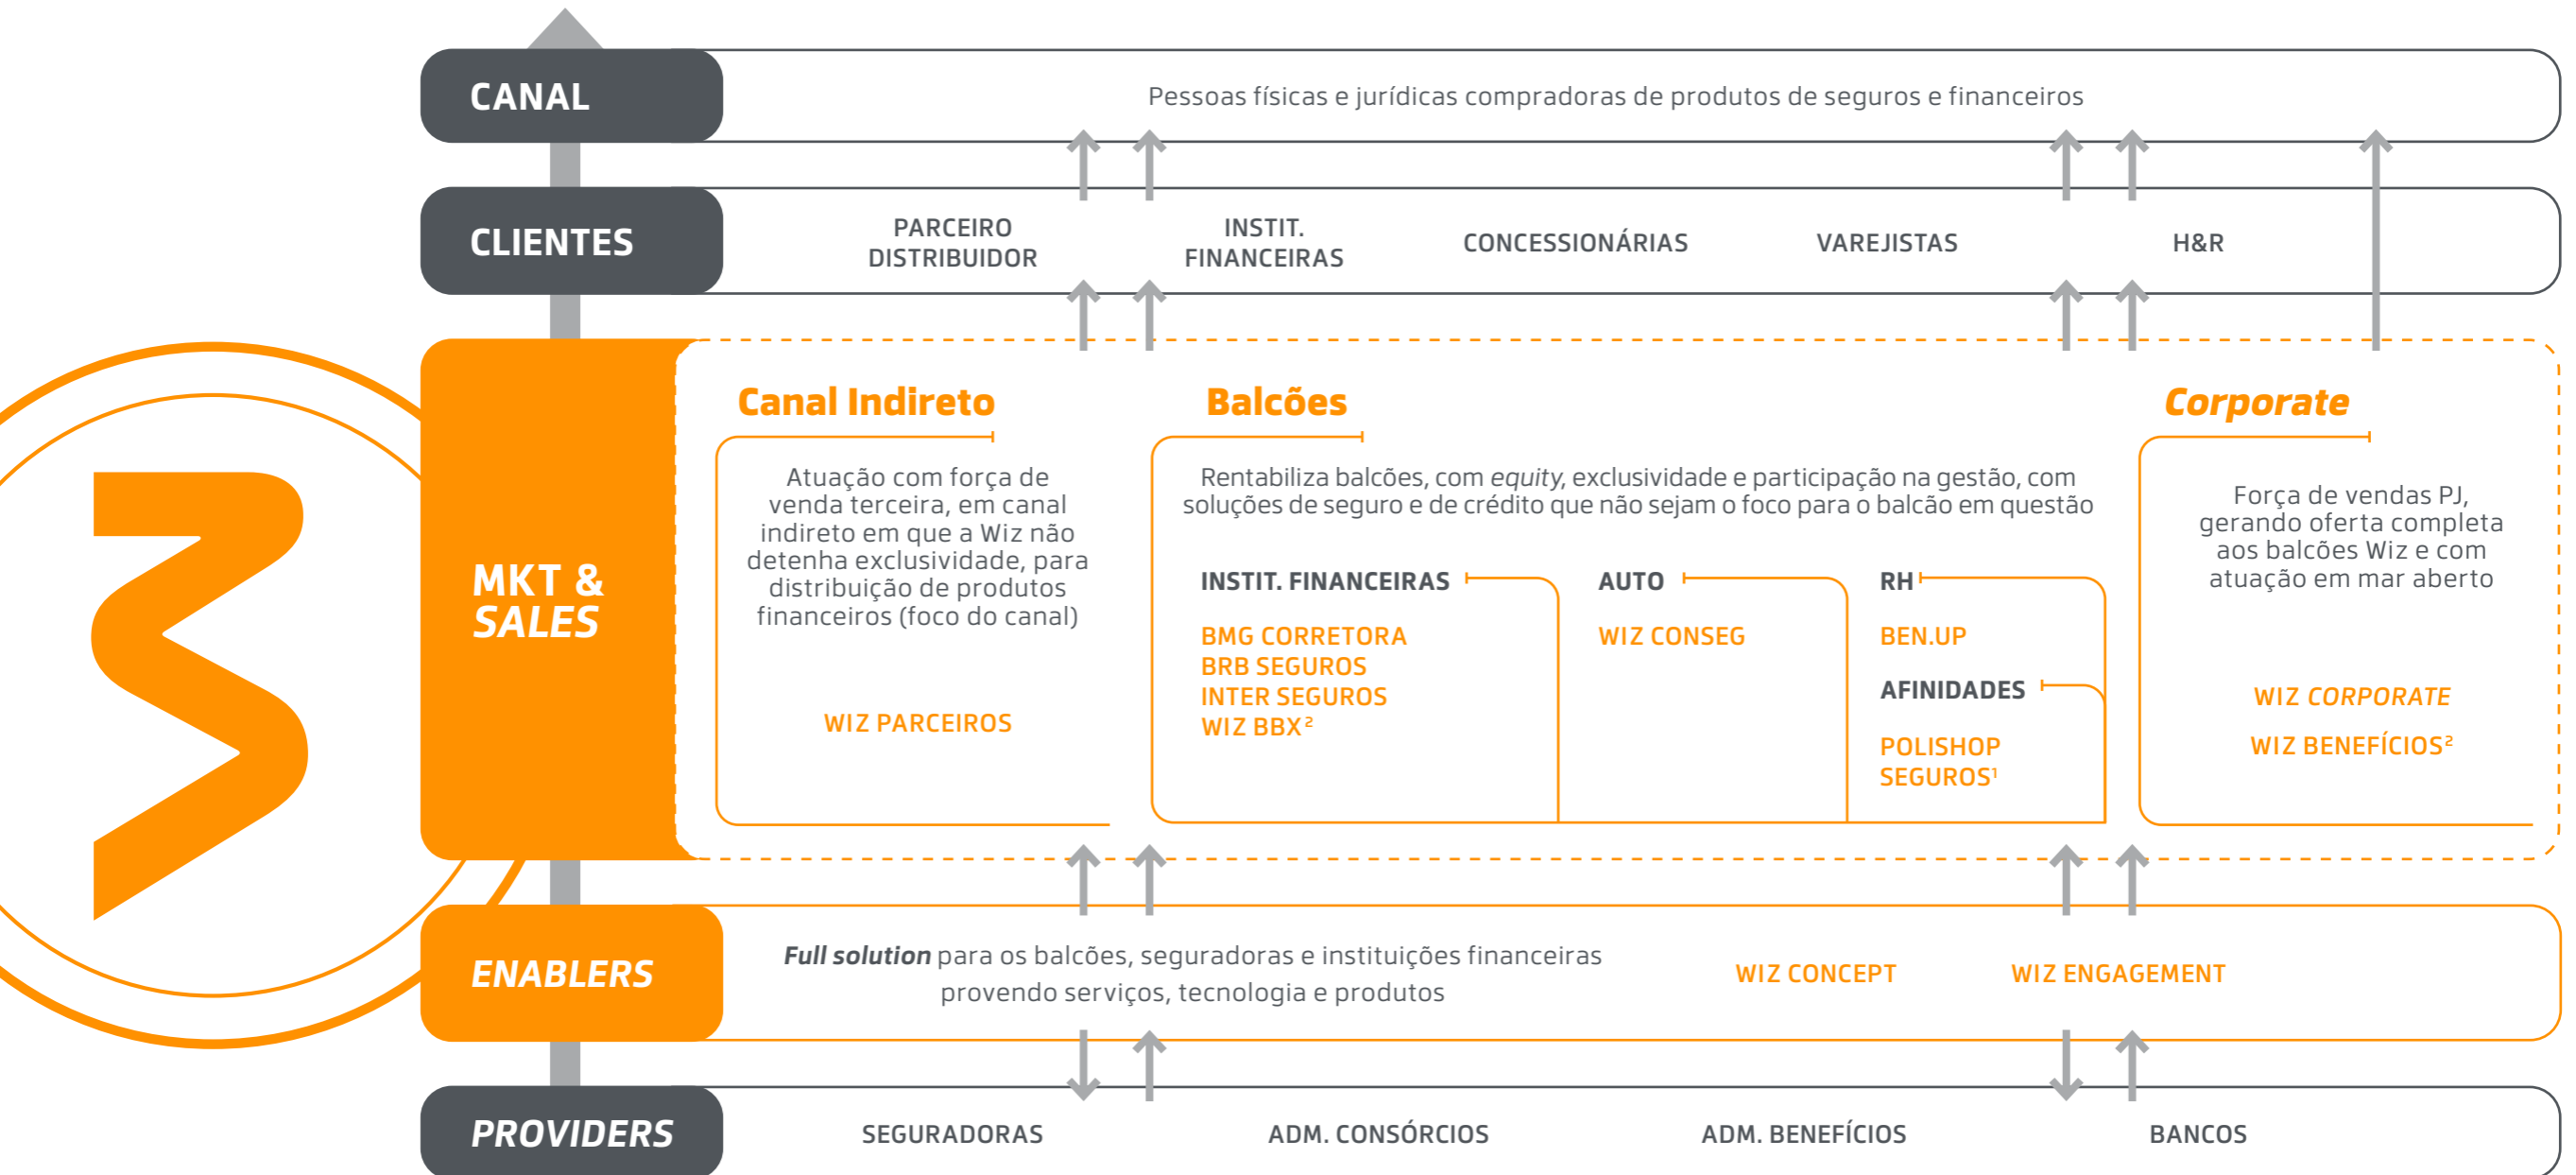 CANAL
Pessoas físicas e jurídicas compradoras de produtos de seguros e financeiros
CLIENTES
PARCEIRO
DISTRIBUIDOR
INSTIT.
FINANCEIRAS
CONCESSIONÁRIAS
VAREJISTAS
H&R
MKT &
SALES
Canal Indireto
Atuação com força de
venda terceira, em canal
indireto em que a Wiz não
detenha exclusividade, para
distribuição de produtos
financeiros (foco do canal)
WIZ PARCEIROS
Balcões
Rentabiliza balcões, com equity, exclusividade e participação na gestão, com
soluções de seguro e de crédito que não sejam o foco para o balcão em questão
INSTIT. FINANCEIRAS
BMG CORRETORA
BRB SEGUROS
INTER SEGUROS
WIZ BBX²
AUTO
WIZ CONSEG
RH
BEN.UP
AFINIDADES
POLISHOP
SEGUROS¹
Corporate
Força de vendas PJ,
gerando oferta completa
aos balcões Wiz e com
atuação em mar aberto
WIZ CORPORATE
WIZ BENEFÍCIOS²
ENABLERS
Full solution para os balcões, seguradoras e instituições financeiras
provendo serviços, tecnologia e produtos
WIZ CONCEPT
WIZ ENGAGEMENT
PROVIDERS
SEGURADORAS
ADM. CONSÓRCIOS
ADM. BENEFÍCIOS
BANCOS